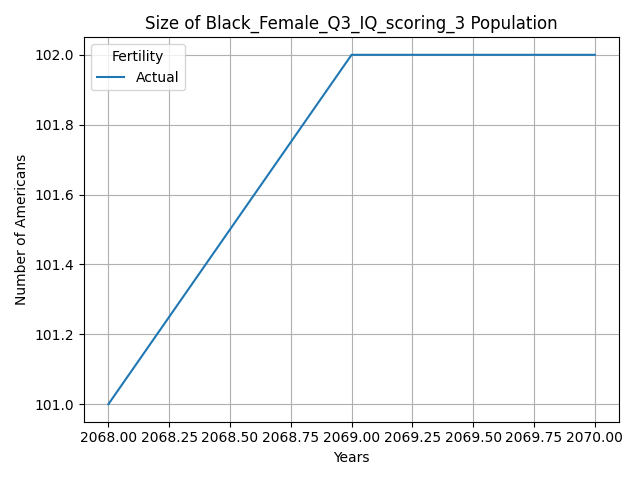 Size of Black_Female_Q3_IQ_scoring_3 Population
Fertility
Actual
Number of Americans
102.0
101.8
101.6
101.4
101.2
101.0
2068.00 2068.25 2068.50 2068.75 2069.00 2069.25 2069.50 2069.75 2070.00
Years